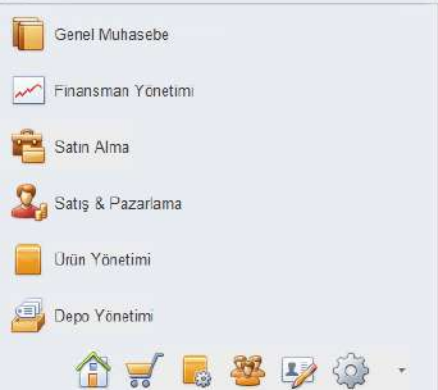 Genel Muhasebe
Finansman Yönetimi
Satın Alma
Satış & Pazarlama
Ürün Yönetimi
Depo Yönetimi